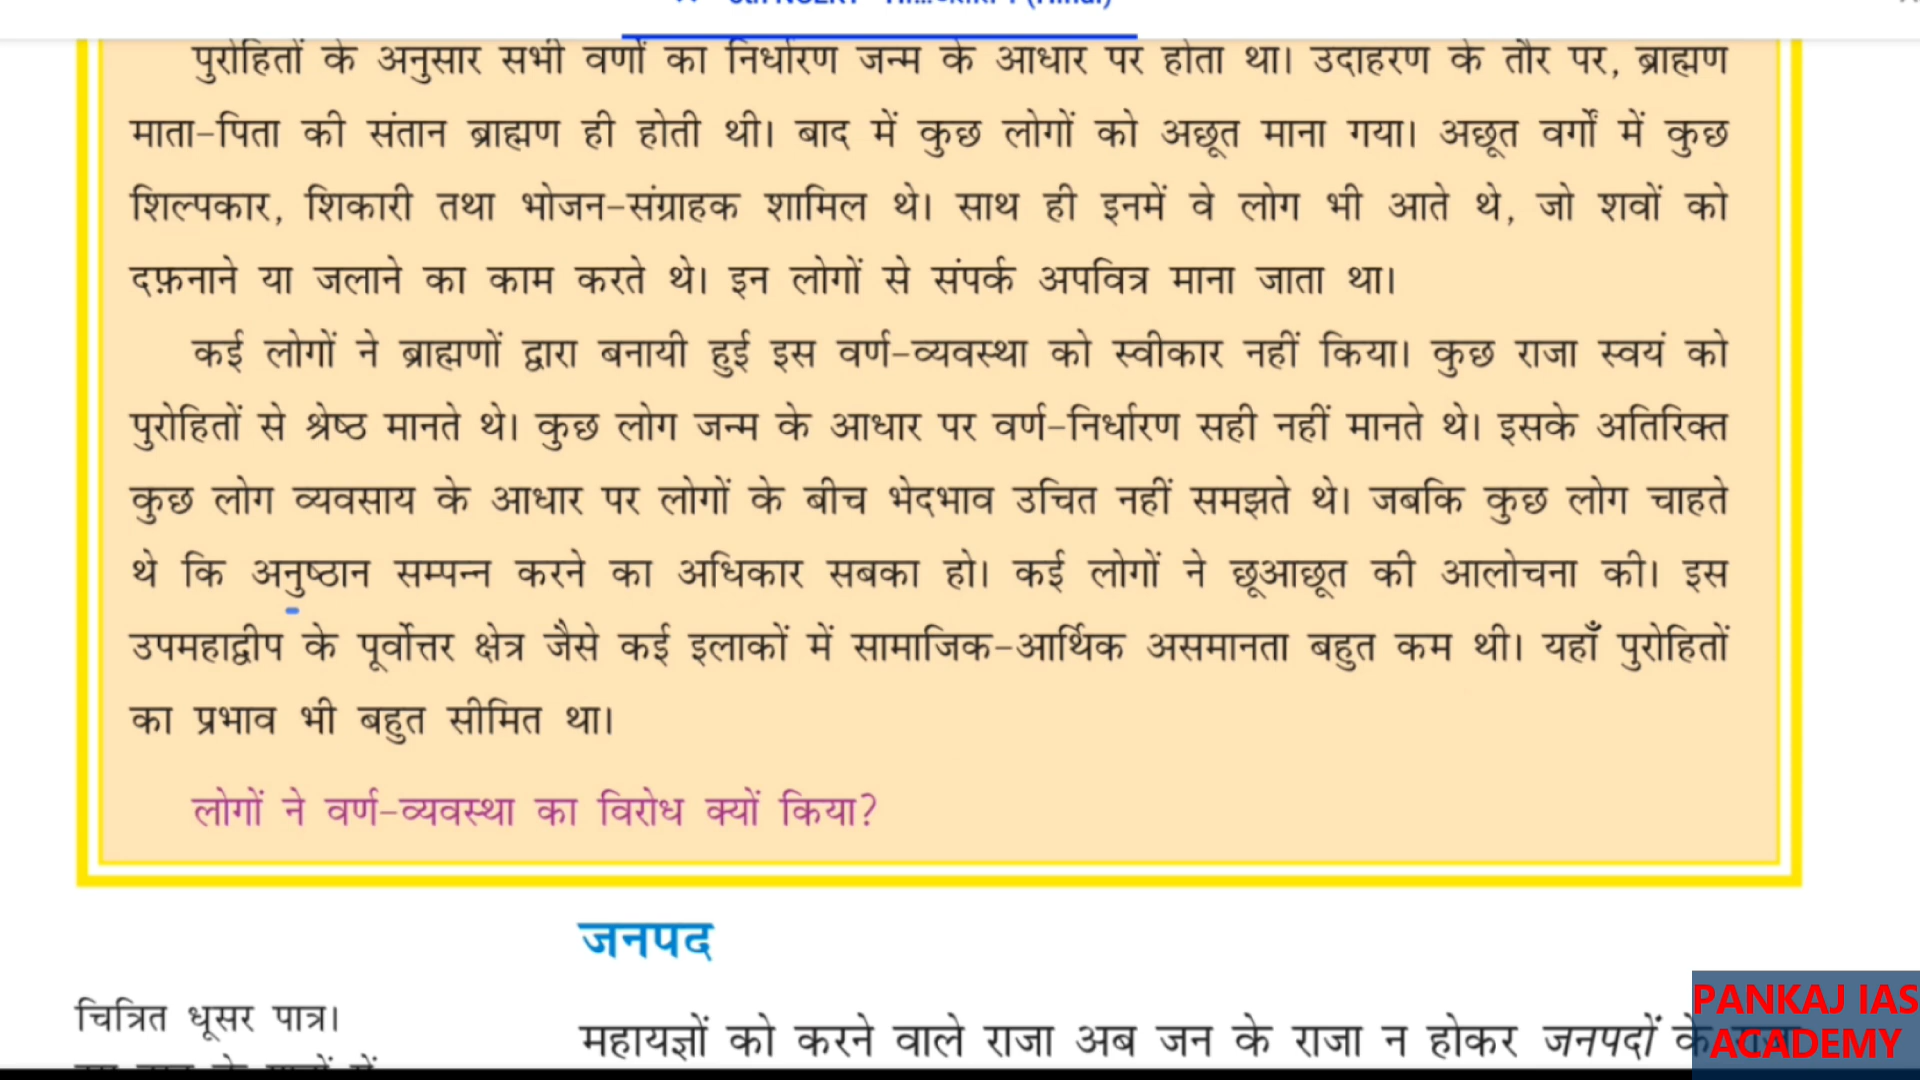 6th NCERT (Hindi)
पुरोहितों के अनुसार सभी वर्णों का निर्धारण जन्म के आधार पर होता था। उदाहरण के तौर पर, ब्राह्मण
माता-पिता की संतान ब्राह्मण ही होती थी। बाद में कुछ लोगों को अछूत माना गया। अछूत वर्गों में कुछ
शिल्पकार, शिकारी तथा भोजन-संग्राहक शामिल थे। साथ ही इनमें वे लोग भी आते थे, जो शवों को
दफ़नाने या जलाने का काम करते थे। इन लोगों से संपर्क अपवित्र माना जाता था।
कई लोगों ने ब्राह्मणों द्वारा बनायी हुई इस वर्ण-व्यवस्था को स्वीकार नहीं किया। कुछ राजा स्वयं को
पुरोहितों से श्रेष्ठ मानते थे। कुछ लोग जन्म के आधार पर वर्ण-निर्धारण सही नहीं मानते थे। इसके अतिरिक्त
कुछ लोग व्यवसाय के आधार पर लोगों के बीच भेदभाव उचित नहीं समझते थे। जबकि कुछ लोग चाहते
थे कि अनुष्ठान सम्पन्न करने का अधिकार सबका हो। कई लोगों ने छूआछूत की आलोचना की। इस
उपमहाद्वीप के पूर्वोत्तर क्षेत्र जैसे कई इलाकों में सामाजिक-आर्थिक असमानता बहुत कम थी। यहाँ पुरोहितों
का प्रभाव भी बहुत सीमित था।
लोगों ने वर्ण-व्यवस्था का विरोध क्यों किया?
जनपद
चित्रित धूसर पात्र।
महायज्ञों को करने वाले राजा अब जन के राजा न होकर जनपदों के
PANKAJ IAS
ACADEMY